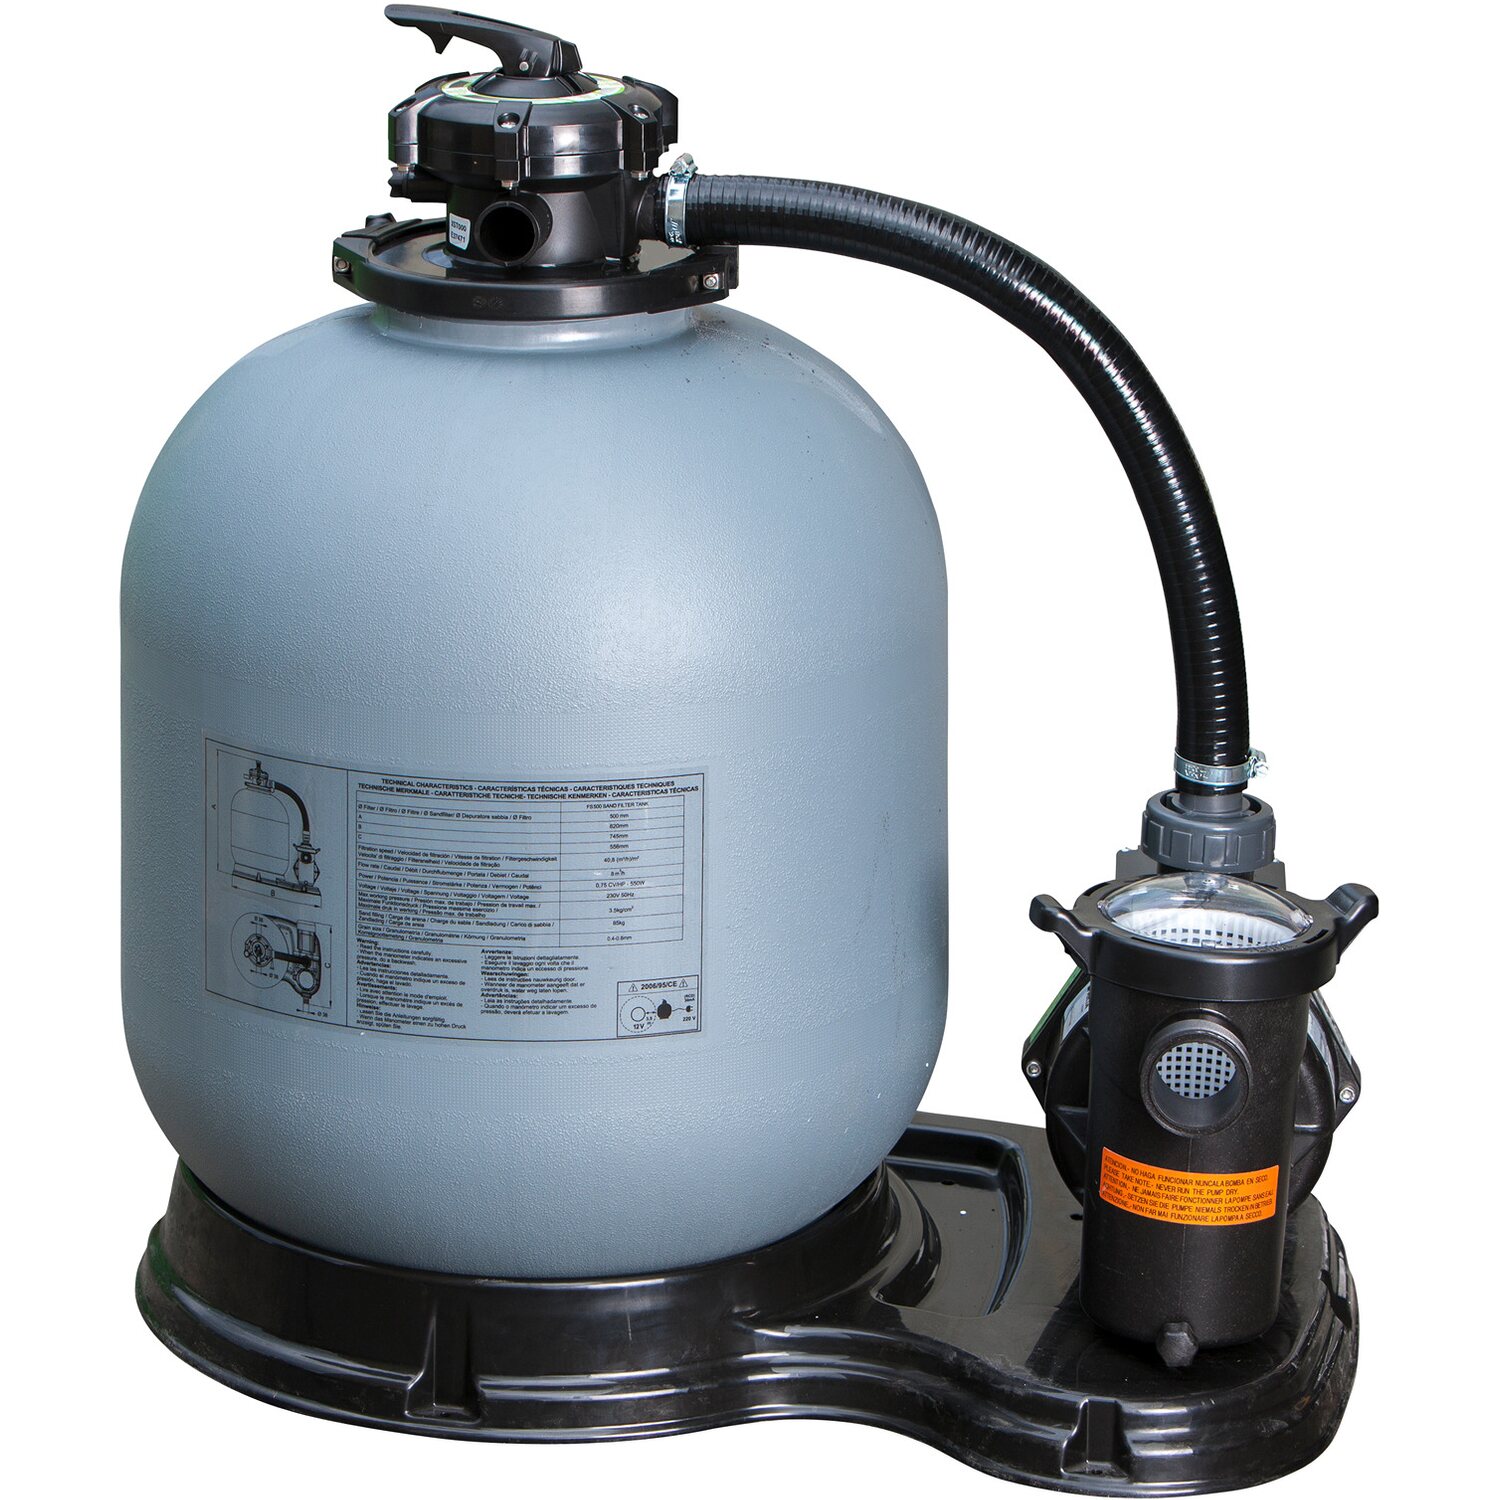 TECHNICAL CHARACTERISTICS - CARACTERÍSTICAS TÉCNICAS - CARACTERISTIQUES TECHNIQUES
TECHNISCHE MERKMALE - CARATTERISTICHE TECNICHE- TECHNISCHE KENMERKEN - CARACTERISTICAS TÉCNICAS
FS500 SAND FILTER TANK
Ø Filter / Ø Filtro / Ø Filtre / Ø Sandfilter/ Ø Depuratore sabbia / Ø Filtro 500 mm
A 820mm
B 745mm
C 556mm
Filtration speed / Velocidad de filtración / Vitesse de filtration / Filtergeschwindigkeit
Velocita' di filtraggio / Filtersnelheid / Velocidade de filtração 40,8 (m³/h)/m²
Flow rate / Caudal / Débit / Durchflubmenge / Portata / Debiet / Caudal 8 m³/h
Power / Potencia / Puissance / Stromstärke / Potenza / Vermogen / Potênci 0,75 CV/HP - 550W
Voltage / Voltaje / Voltage / Spannung / Voltaggio / Voltagem / Voltage 230V 50Hz
Max.working pressure / Presión max. de trabajo / Pression de travail max. /
Maximale Funktionsdruck / Pressione massima esercizio /
Maximale druk in werking / Pressão max. de trabalho 3.5kg/cm²
Sand filling / Carga de arena / Charge du sable / Sandladung / Carico di sabbia /
Zandlading / Carga de areia 85kg
Grain size / Granulometría / Granulométrie / Körnung / Granulometria
Korrelgrootte / Granulometria 0.4-0.8mm
Warning:
- Read the instructions carefully.
- When the manometer indicates an excessive
pressure, do a backwash.
Advertencias:
- Lea las instrucciones detalladamente.
- Cuando el manómetro indica un exceso de
presión, haga el lavado.
Avertissements:
- Lire avec attention le mode d'emploi.
- Lorsque le manomètre indique un excès de
pression, effectuer le lavage.
Hinweise:
- Lesen Sie die Anleitungen sorgfältig
- Wenn das Manometer einen zu hohen Druck
anzeigt, spülen Sie.
Avvertenze:
- Leggere le istruzioni dettagliatamente.
- Eseguire il lavaggio ogni volta che il
manometro indica un eccesso di pressione
Waarschuwingen:
- Lees de instructies nauwkeurig door.
- Wanneer de manometer aangeeft dat er
overdruk is, water weg laten lopen.
Advertências:
- Leia as instruções detalhadamente.
- Quando o manómetro indicar um excesso de
pressão, deverá efetuar a lavagem.
2006/95/CE
12V
3,5
220 V
A
B
C
Ø 38
Ø 38
ATENCION.- NO HAGA FUNCIONAR NUNCA LA BOMBA EN SECO.
PLEASE TAKE NOTE.- NEVER RUN THE PUMP DRY.
ATTENTION.- NE JAMAIS FAIRE FONCTIONNER LA POMPE SANS EAU.
ACHTUNG.- SETZEN SIE DIE PUMPE NIEMALS TROCKEN IN BETRIEB.
ATTENZIONE.- NON FAR MAI FUNZIONARE LA POMPA A SECCO.